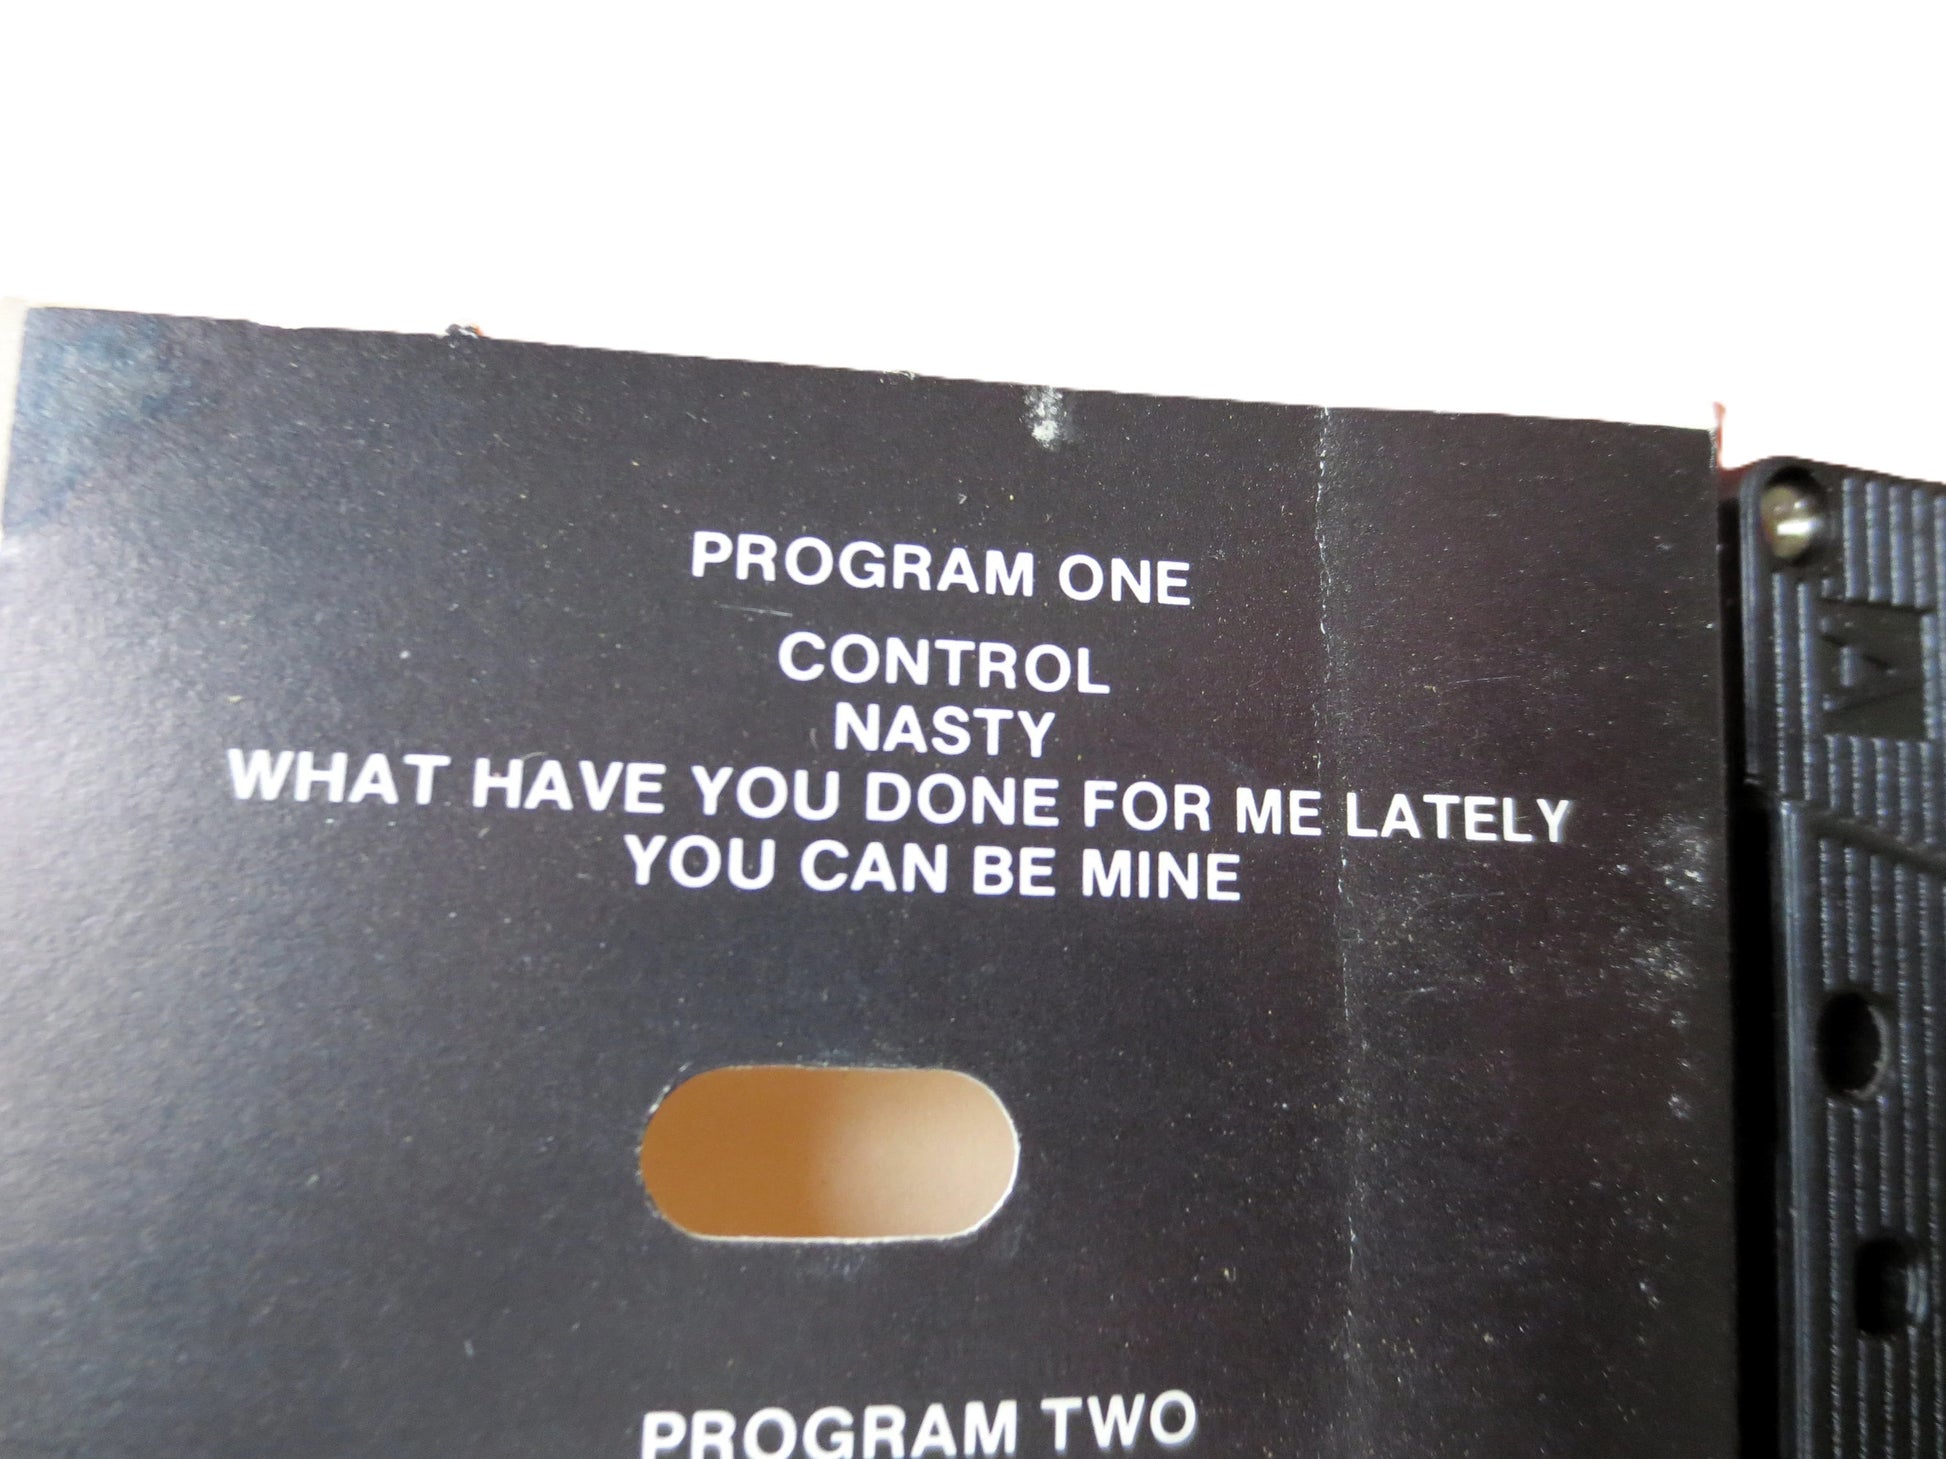 PROGRAM ONE
CONTROL
NASTY
WHAT HAVE YOU DONE FOR ME LATELY
YOU CAN BE MINE
PROGRAM TWO